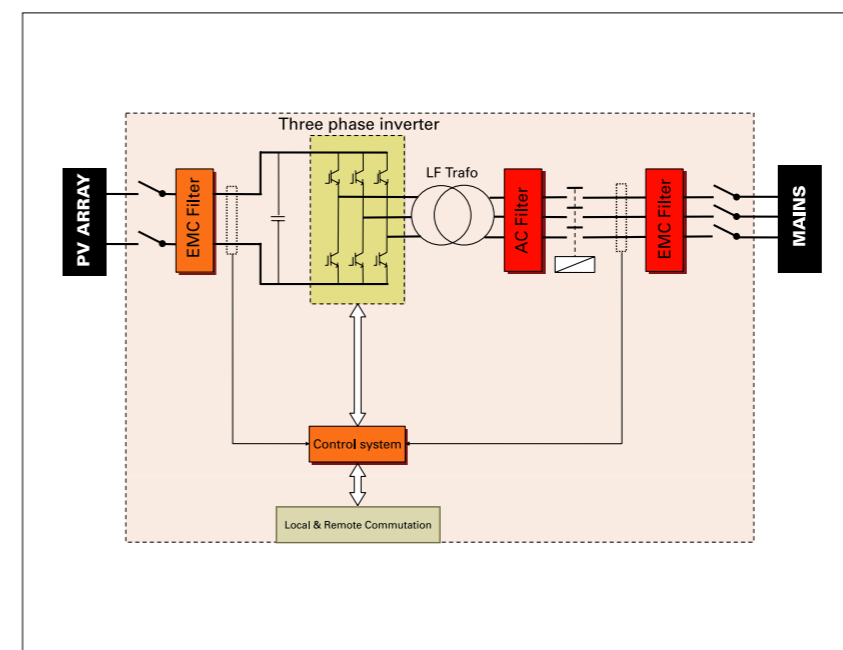 Three phase inverter
PV ARRAY
EMC Filter
LF Trafo
AC Filter
EMC Filter
MAINS
Control system
Local & Remote Commutation